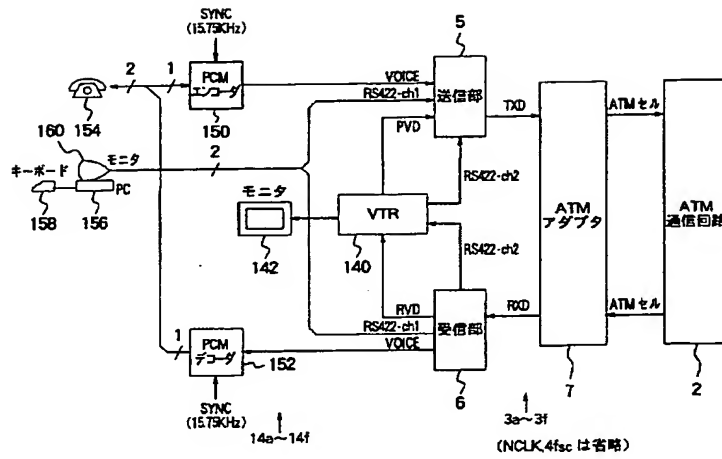 SYNC
(15.75KHz)
5
2
1
PCM
エンコーダ
VOICE
RS422-ch1
送信部
TXD
ATMセル
154
150
PVD
160
モニタ
2
キーボード
PC
158
156
モニタ
142
VTR
140
RS422-ch2
RS422-ch2
ATM
アダプタ
ATM
通信回路
RVD
RS422-ch1
VOICE
受信部
RXD
ATMセル
1
PCM
デコーダ
152
SYNC
(15.75KHz)
14a~14f
6
7
2
3a~3f
(NCLK,4fsc は省略)